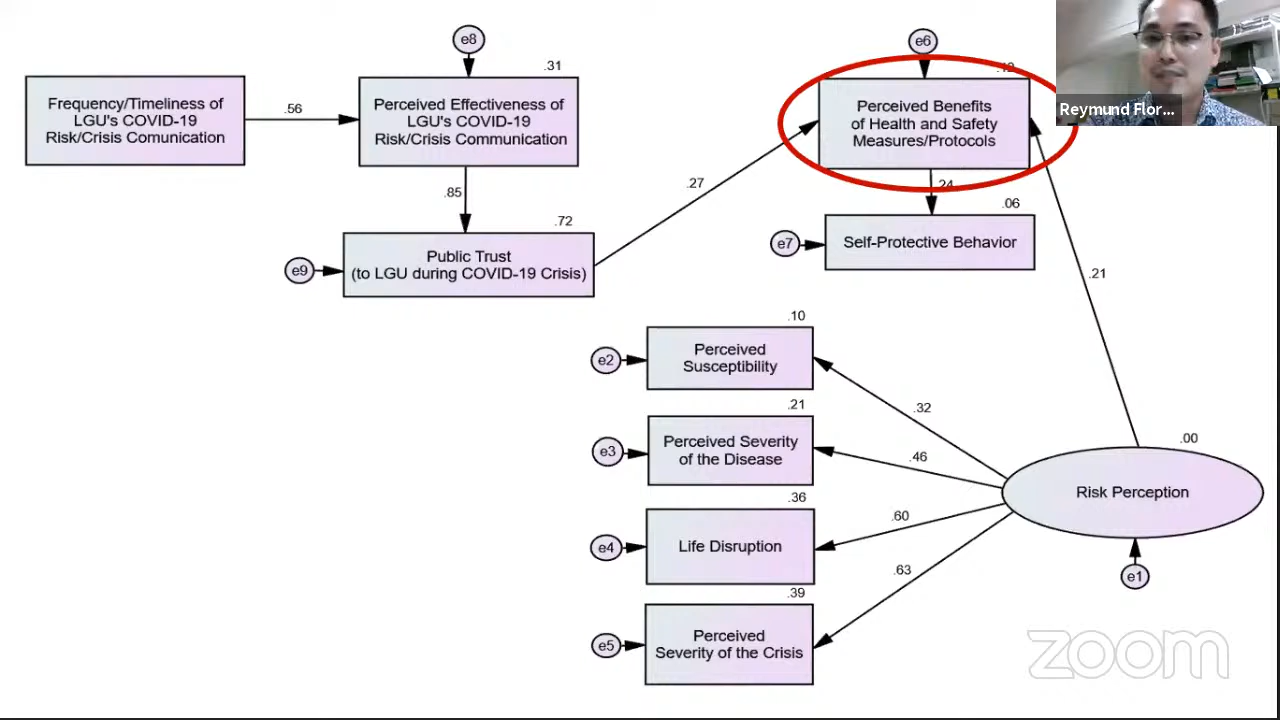 e8
.31
e6
.12
Frequency/Timeliness of
LGU's COVID-19
Risk/Crisis Comunication
.56
Perceived Effectiveness of
LGU's COVID-19
Risk/Crisis Communication
Perceived Benefits
of Health and Safety
Measures/Protocols
Reymund Flor...
.85
.27
.24
.06
.72
e9
Public Trust
(to LGU during COVID-19 Crisis)
e7
Self-Protective Behavior
.21
.10
e2
Perceived
Susceptibility
.32
.21
e3
Perceived Severity
of the Disease
.46
.00
Risk Perception
.36
e4
Life Disruption
.60
e1
.39
e5
Perceived
Severity of the Crisis
.63
zoom